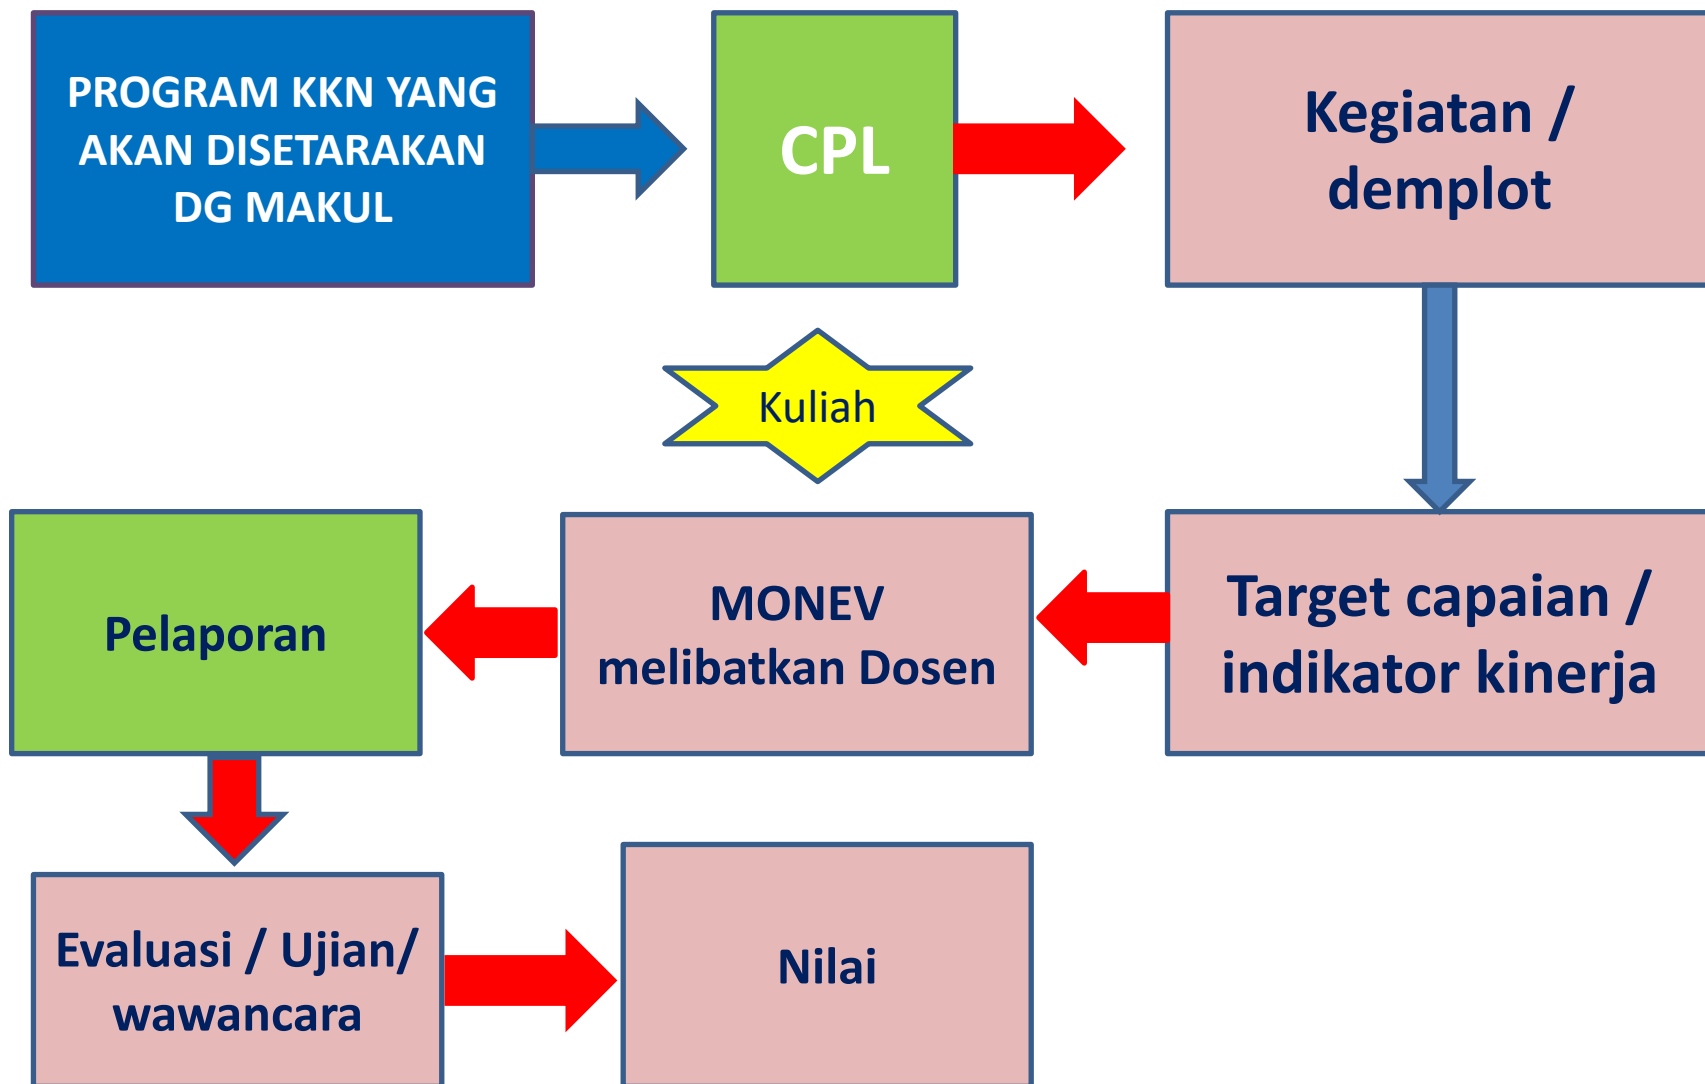 PROGRAM KKN YANG
AKAN DISETARAKAN
DG MAKUL
CPL
Kegiatan /
demplot
Kuliah
Pelaporan
MONEV
melibatkan Dosen
Target capaian /
indikator kinerja
Evaluasi / Ujian/
wawancara
Nilai